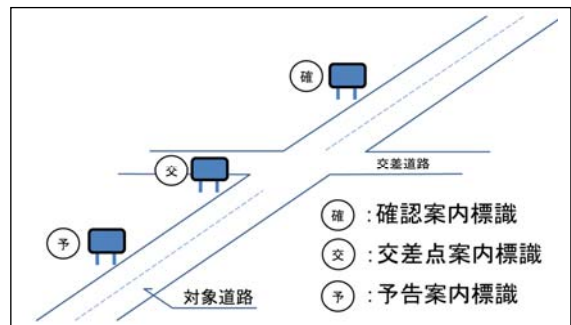 確
交
交差道路
予
確 :確認案内標識
交 :交差点案内標識
予 :予告案内標識
対象道路